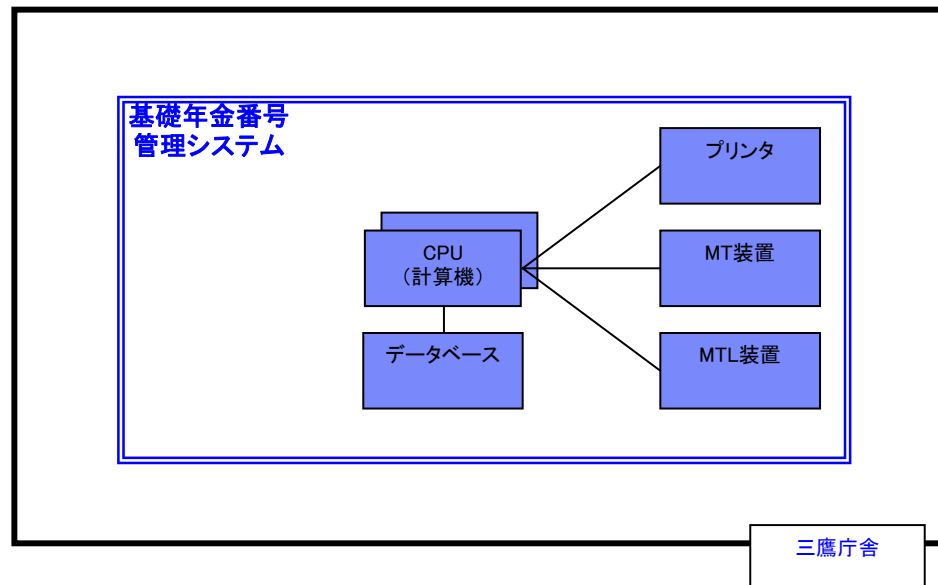 基礎年金番号
管理システム
プリンタ
CPU
（計算機）
MT装置
データベース
MTL装置
三鷹庁舎